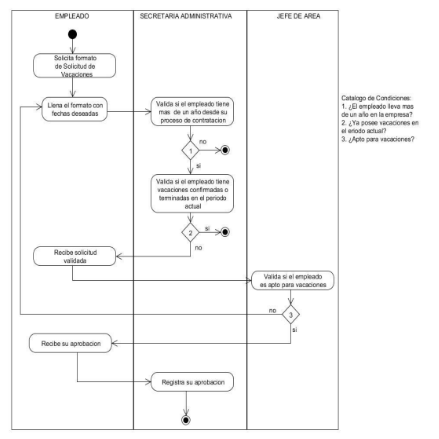 EMPLEADO
SECRETARIA ADMINISTRATIVA
JEFE DE AREA
Solicita formato
de Solicitud de
Vacaciones
Llena el formato con
fechas deseadas
Valida si el empleado tiene
mas de un año desde su
proceso de contratacion
no
1
si
Valida si el empleado tiene
vacaciones confirmadas o
terminadas en el periodo
actual
si
2
no
Recibe solicitud
validada
Valida si el empleado
es apto para vacaciones
no
3
si
Recibe su aprobacion
Registra su aprobacion
Catalogo de Condiciones:
1. ¿El empleado lleva mas
de un año en la empresa?
2. ¿Ya posee vacaciones en
el eriodo actual?
3. ¿Apto para vacaciones?